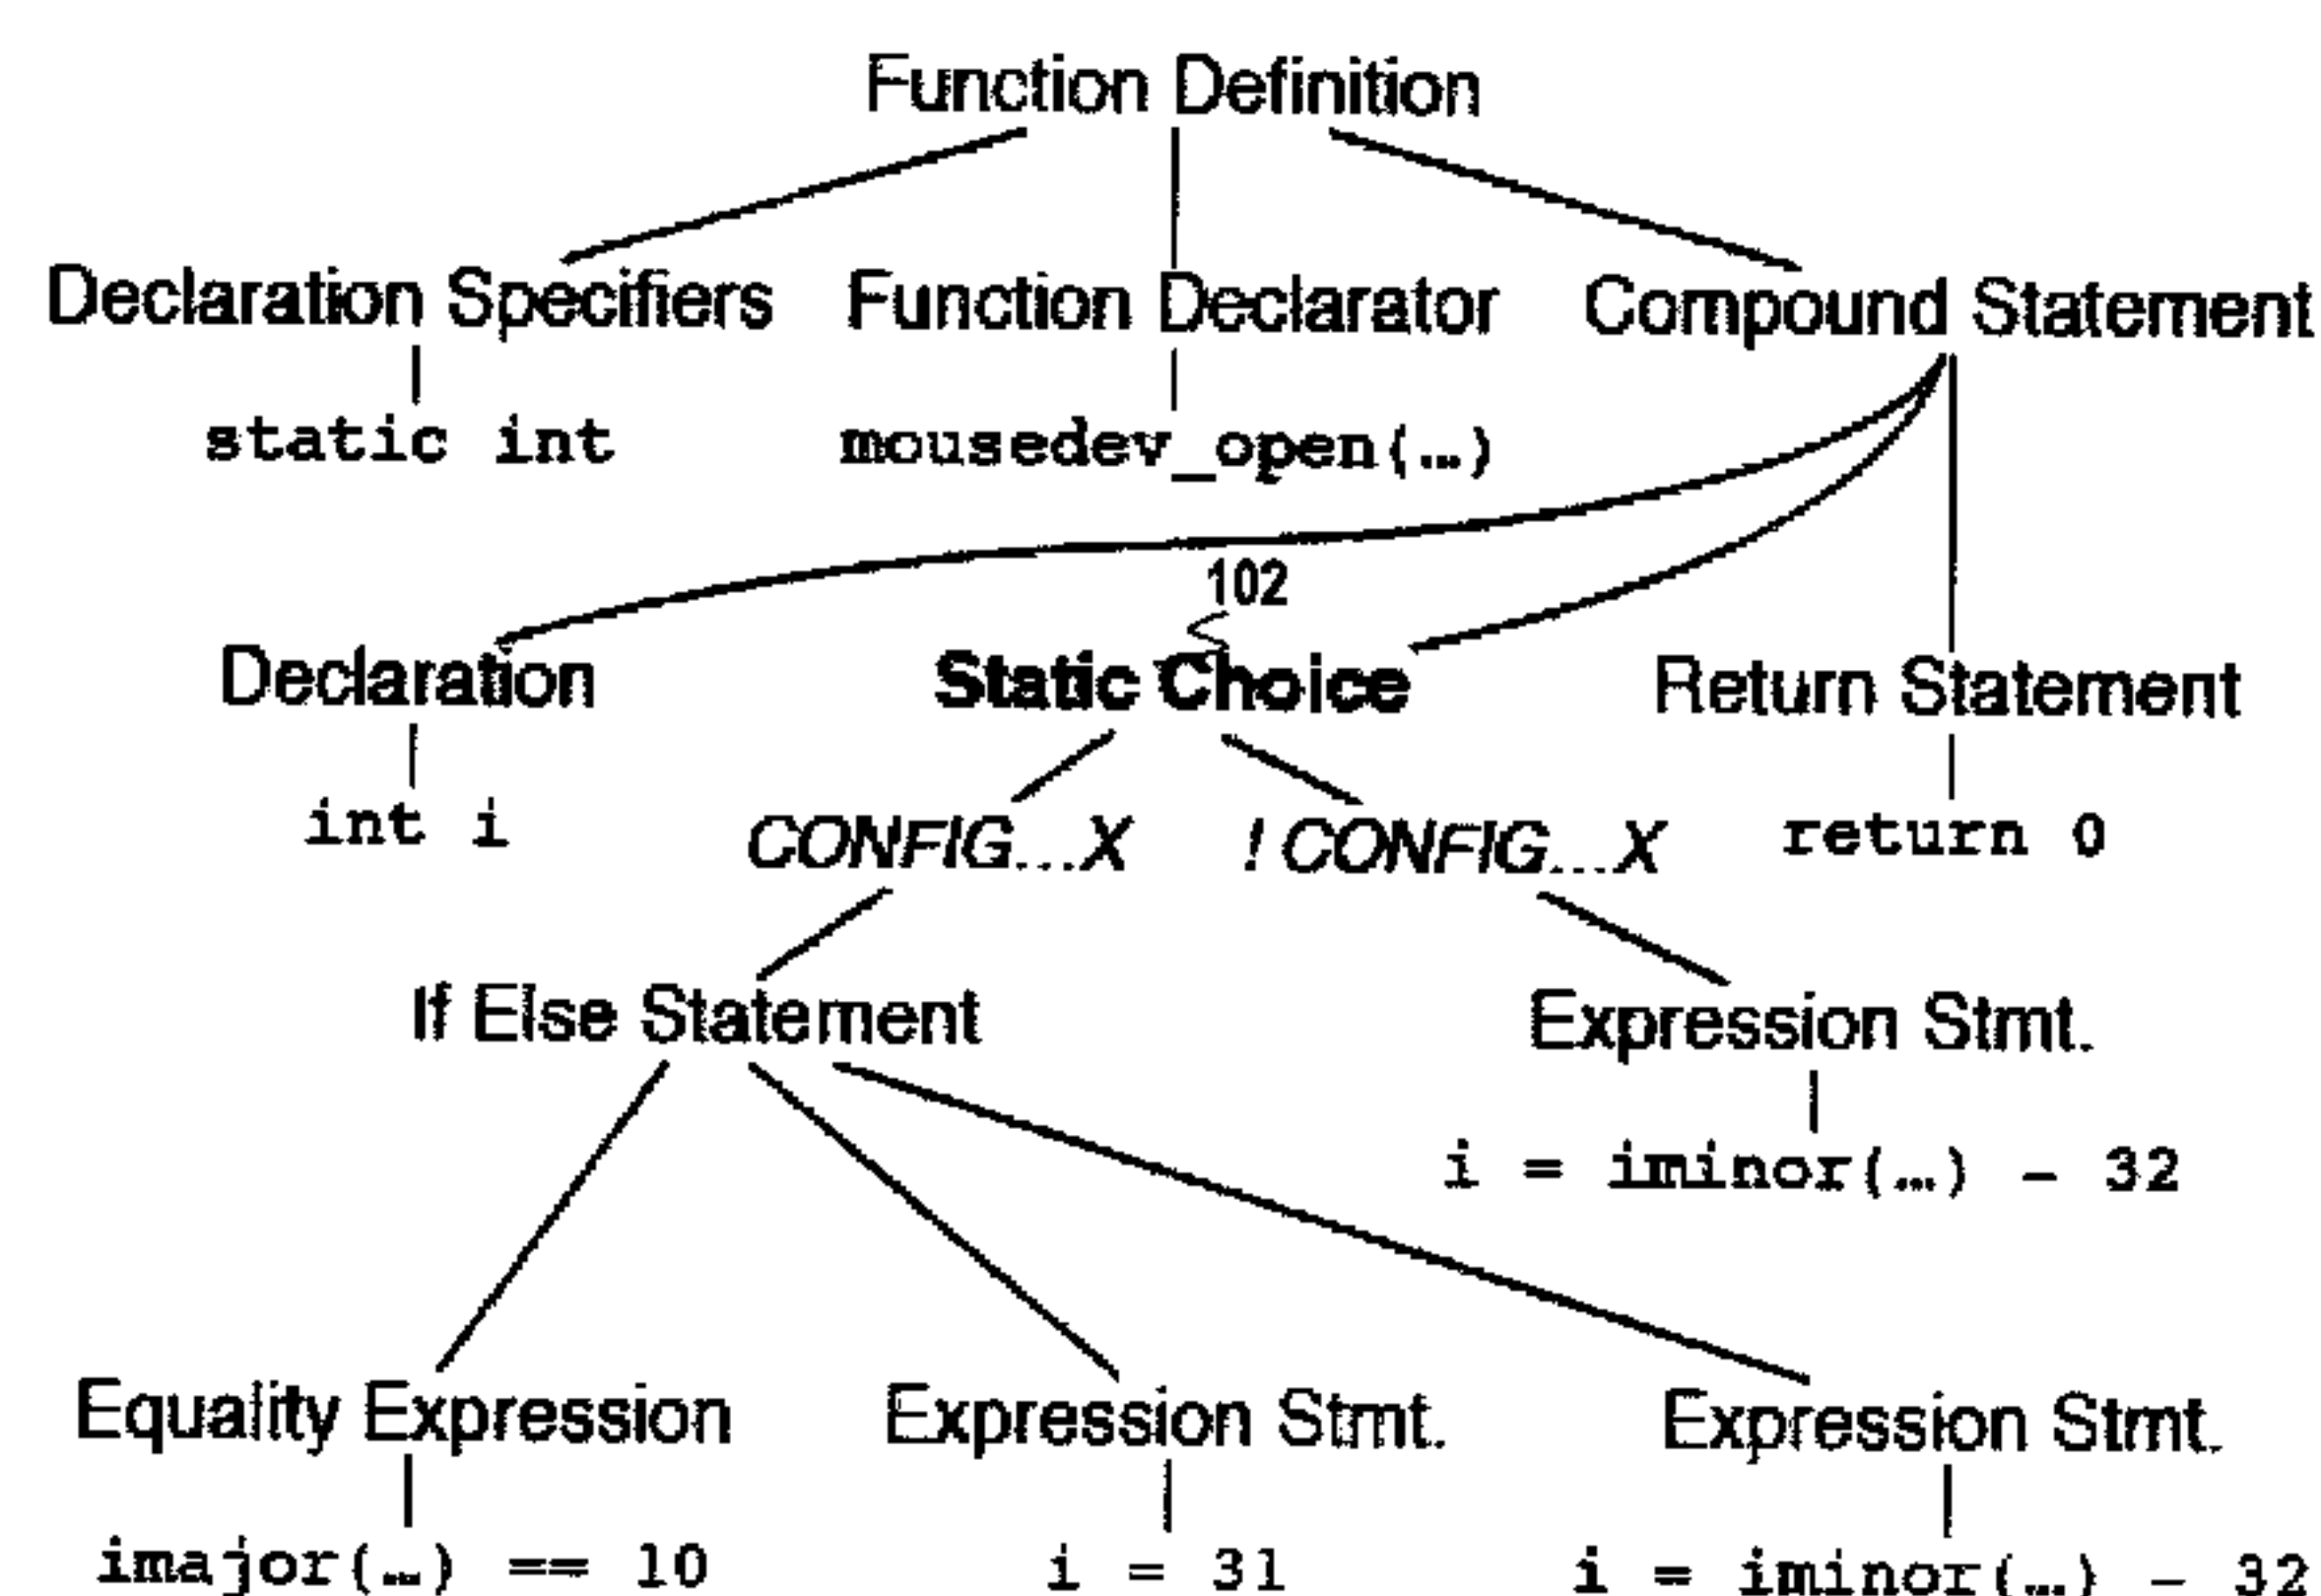 Function Definition
Declaration Specifiers Function Declarator Compound Statement
static int mousedev_open(…)
102
Declaration Static Choice Return Statement
int i CONFIG...X ! CONFIG...X return 0
If Else Statement Expression Stmt.
i = iminor(…) - 32
Equality Expression Expression Stmt. Expression Stmt.
imajor(…) == 10 i = 31 i = iminor(…) - 32